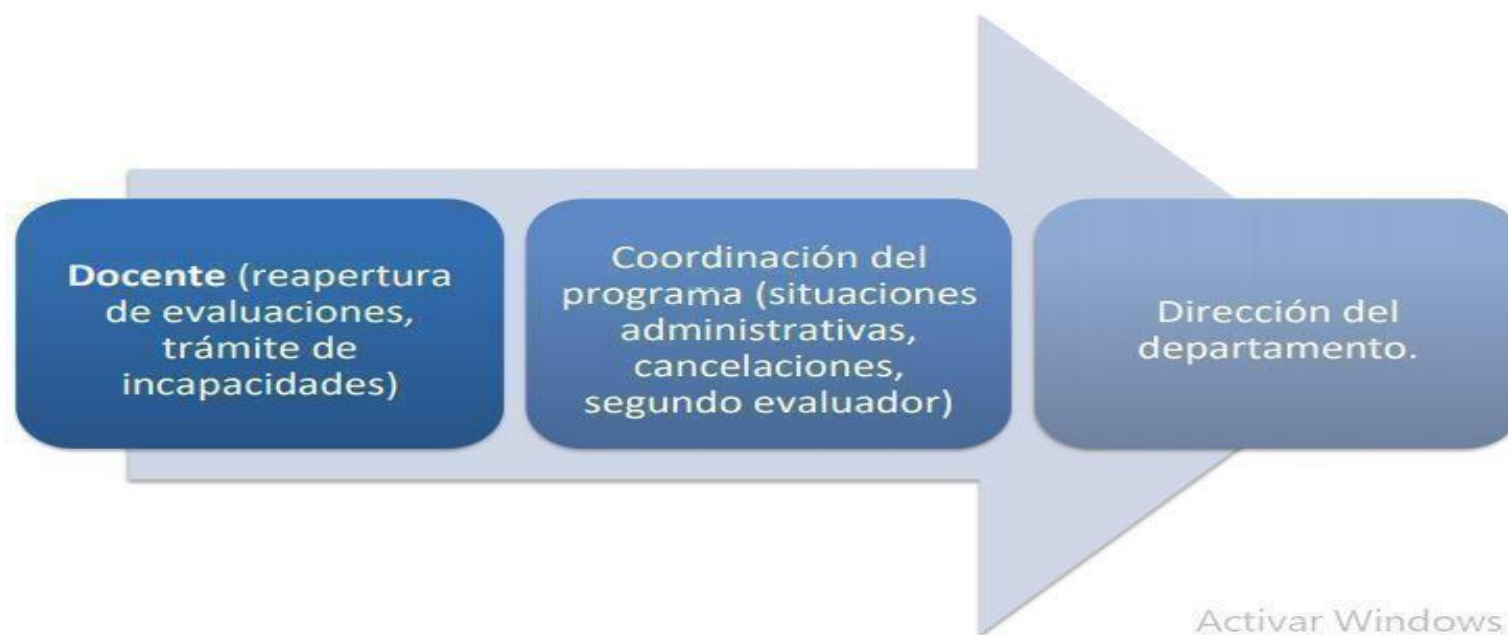 Docente (reapertura
de evaluaciones,
trámite de
incapacidades)
Coordinación del
programa (situaciones
administrativas,
cancelaciones,
segundo evaluador)
Dirección del
departamento.
Activar Windows